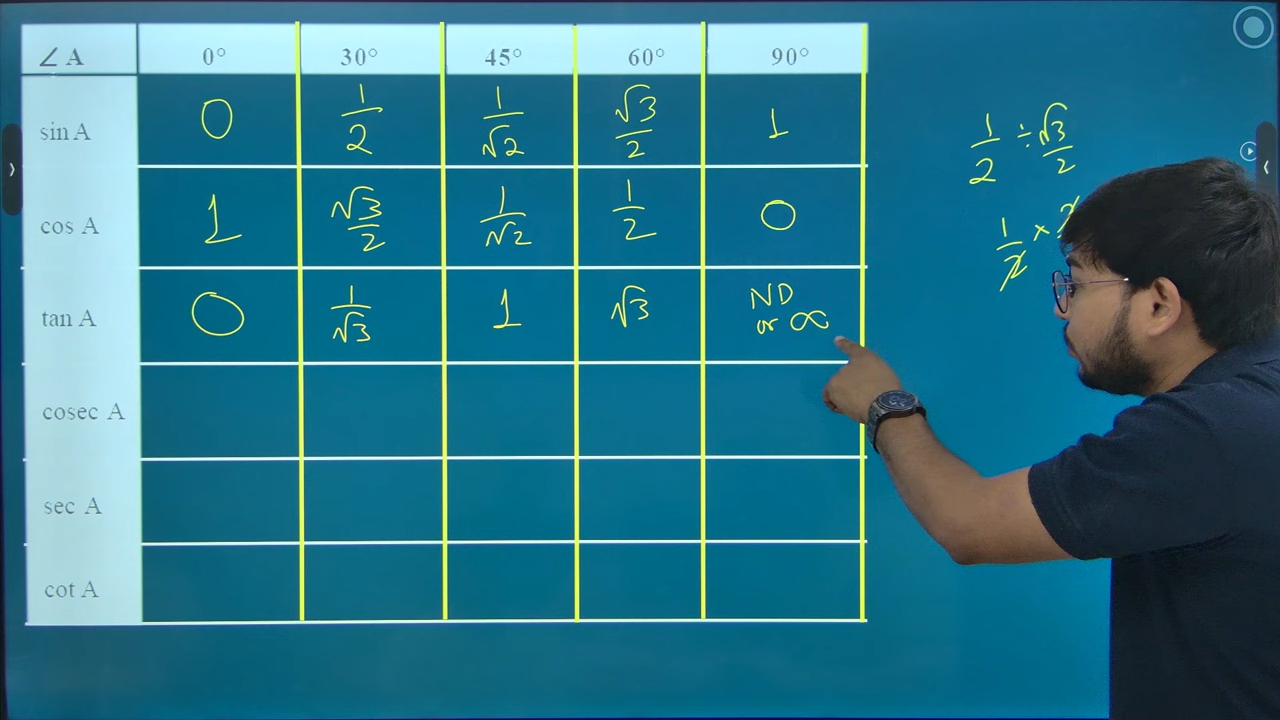 ∠A 0° 30° 45° 60° 90°
sin A 0 1/2 1/√2 √3/2 1
cos A 1 √3/2 1/√2 1/2 0
tan A 0 1/√3 1 √3 ND or ∞
cosec A
sec A
cot A
1/2 ÷ √3/2
1/2 ×